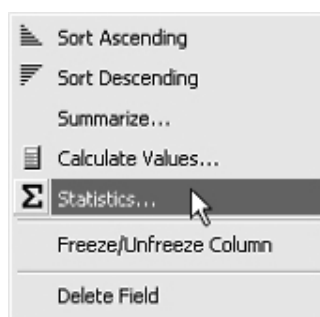 Sort Ascending
Sort Descending
Summarize...
Calculate Values...
Σ Statistics...
Freeze/Unfreeze Column
Delete Field